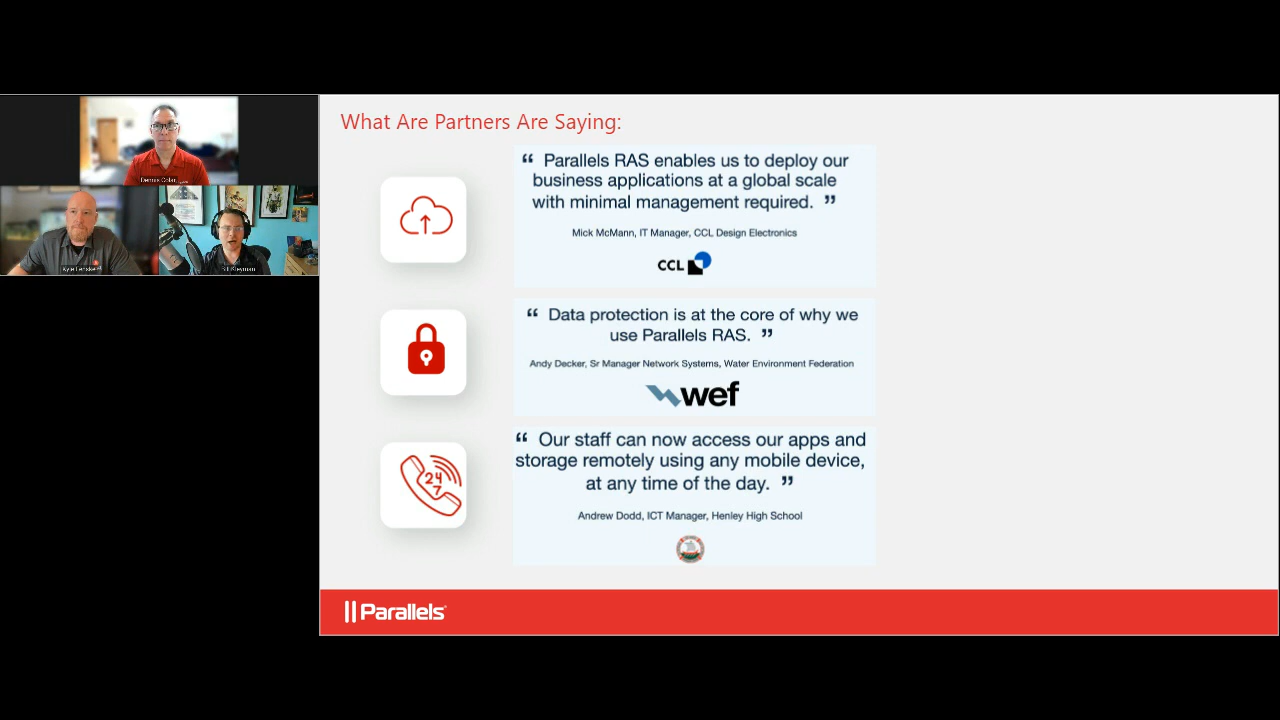 What Are Partners Are Saying:
“ Parallels RAS enables us to deploy our
business applications at a global scale
with minimal management required. ”
Mick McMann, IT Manager, CCL Design Electronics
CCL
“ Data protection is at the core of why we
use Parallels RAS. ”
Andy Decker, Sr Manager Network Systems, Water Environment Federation
wef
24
7
“ Our staff can now access our apps and
storage remotely using any mobile device,
at any time of the day. ”
Andrew Dodd, ICT Manager, Henley High School
Parallels
Dennis
Kyle
Bill Kleyman